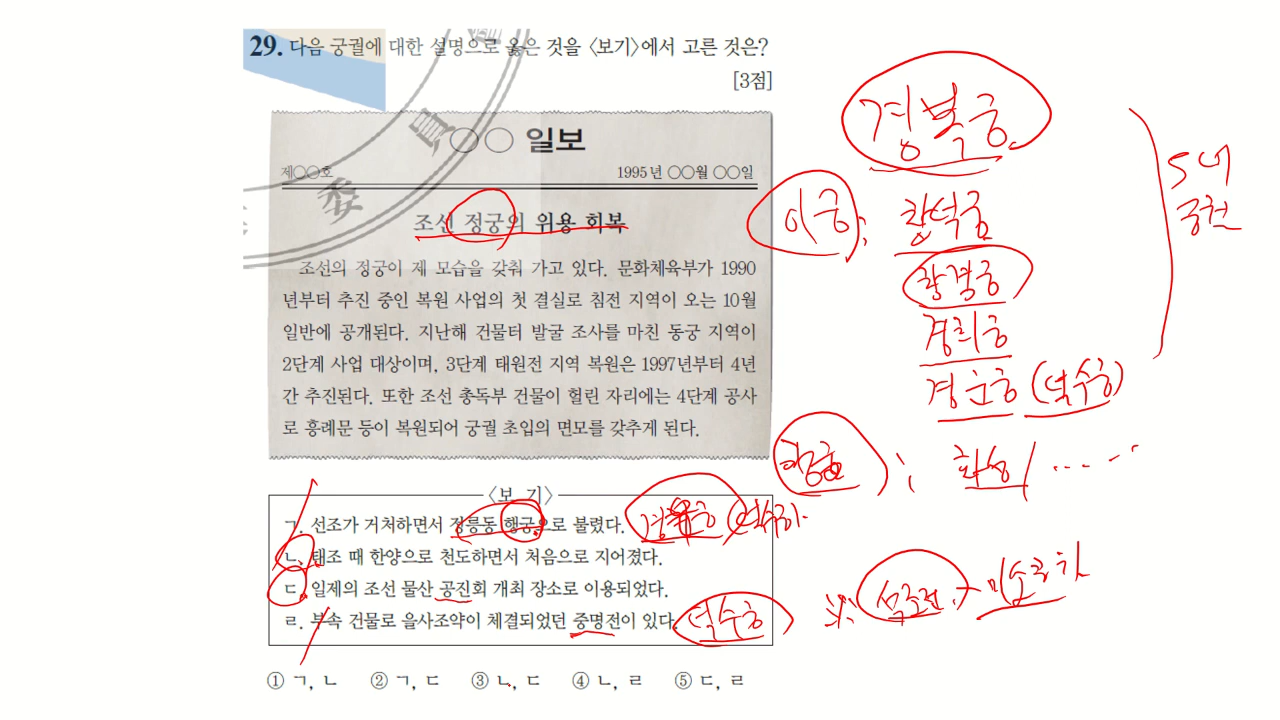 29. 다음 궁궐에 대한 설명으로 옳은 것을 〈보기〉에서 고른 것은?
[3점]
○○ 일보
제○○호 1995년 ○○월 ○○일
조선 정궁의 위용 회복
조선의 정궁이 제 모습을 갖춰 가고 있다. 문화체육부가 1990
년부터 추진 중인 복원 사업의 첫 결실로 침전 지역이 오는 10월
일반에 공개된다. 지난해 건물터 발굴 조사를 마친 동궁 지역이
2단계 사업 대상이며, 3단계 태원전 지역 복원은 1997년부터 4년
간 추진된다. 또한 조선 총독부 건물이 헐린 자리에는 4단계 공사
로 흥례문 등이 복원되어 궁궐 초입의 면모를 갖추게 된다.
〈보 기〉
ㄱ. 선조가 거처하면서 정릉동 행궁으로 불렸다.
ㄴ. 태조 때 한양으로 천도하면서 처음으로 지어졌다.
ㄷ. 일제의 조선 물산 공진회 개최 장소로 이용되었다.
ㄹ. 부속 건물로 을사조약이 체결되었던 중명전이 있다.
① ㄱ, ㄴ ② ㄱ, ㄷ ③ ㄴ, ㄷ ④ ㄴ, ㄹ ⑤ ㄷ, ㄹ
경복궁
이궁; 창덕궁
창경궁
경희궁
경운궁 (덕수궁)
5대
궁궐
행궁 ; 화성 / ......
덕수궁
※ 석조전, 미소공위
委 員